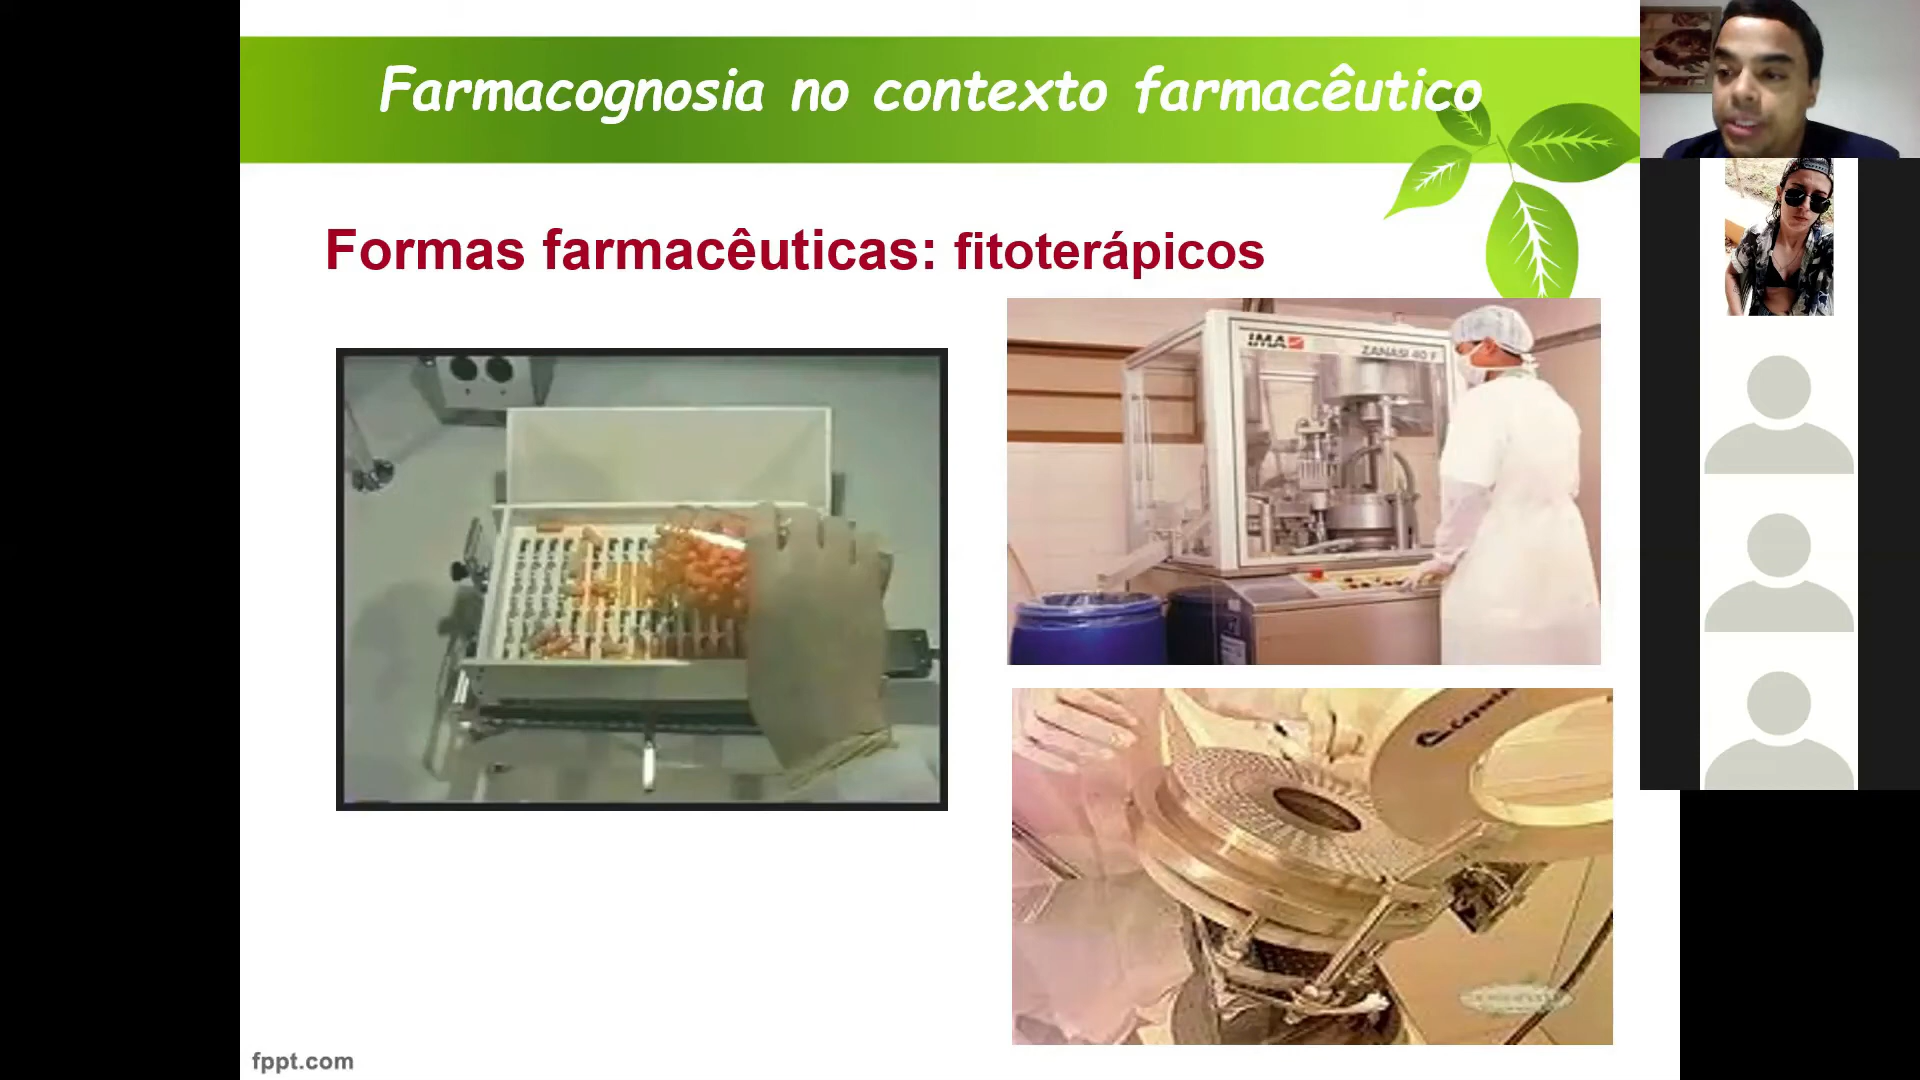 Farmacognosia no contexto farmacêutico
Formas farmacêuticas: fitoterápicos
IMA
ZANASI 40 F
fppt.com